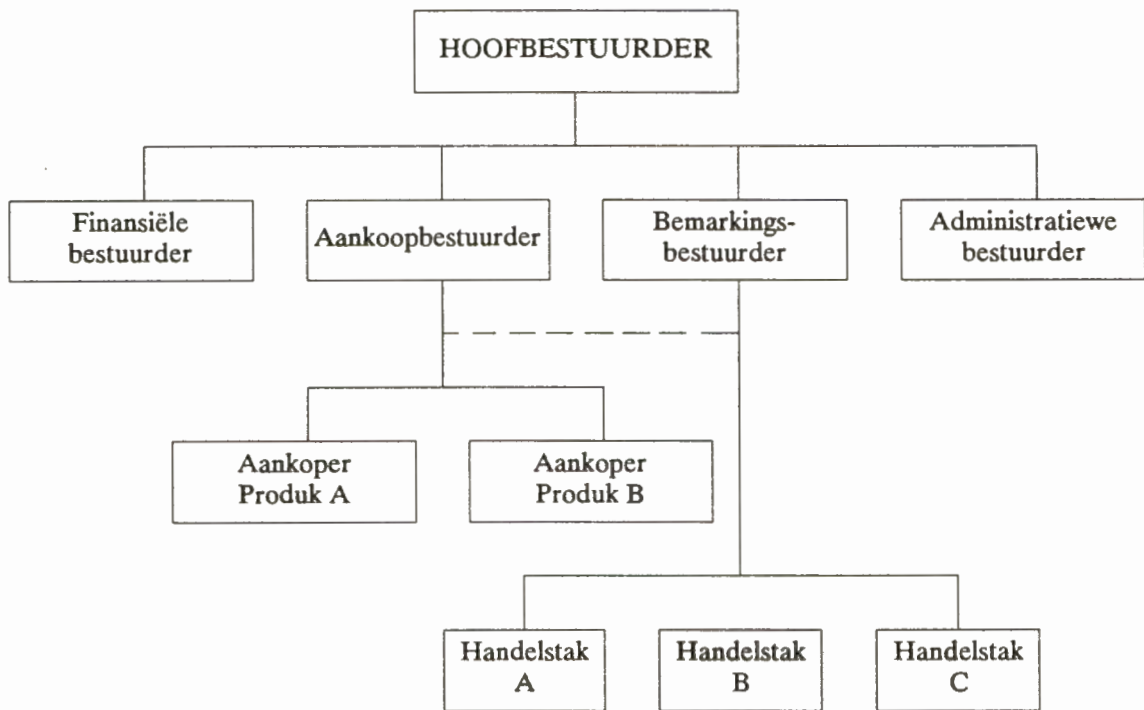 HOOFBESTUURDER
Finansiële
bestuurder
Aankoopbestuurder
Bemarkings-
bestuurder
Administratiewe
bestuurder
Aankoper
Produk A
Aankoper
Produk B
Handelstak
A
Handelstak
B
Handelstak
C